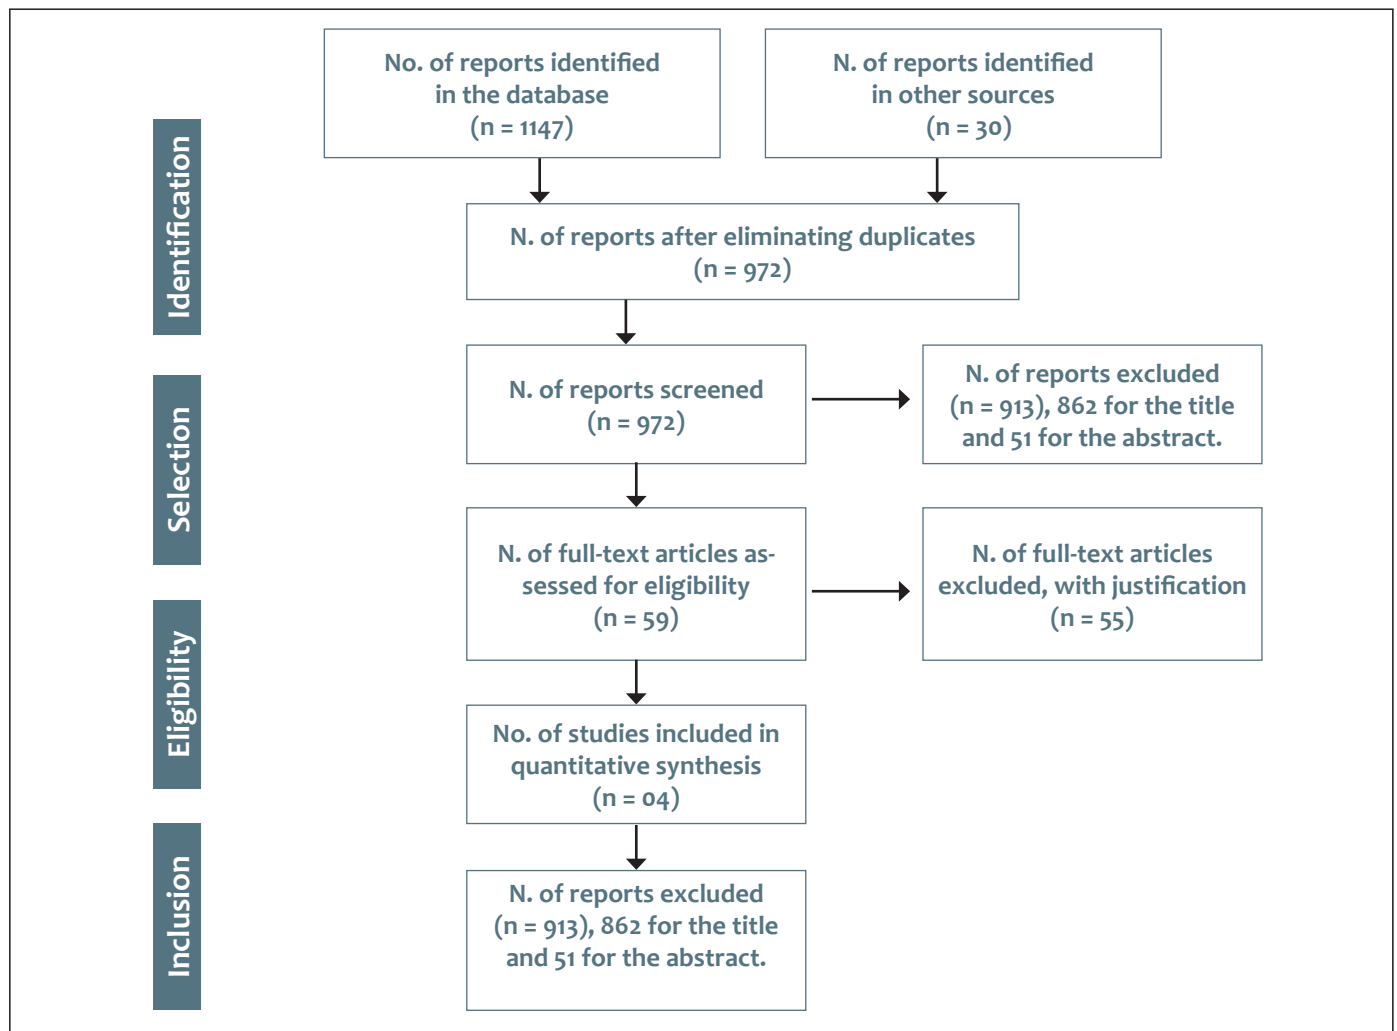 No. of reports identified
in the database
(n = 1147)
N. of reports identified
in other sources
(n = 30)
Identification
N. of reports after eliminating duplicates
(n = 972)
N. of reports screened
(n = 972)
N. of reports excluded
(n = 913), 862 for the title
and 51 for the abstract.
Selection
N. of full-text articles as-
sessed for eligibility
(n = 59)
N. of full-text articles
excluded, with justification
(n = 55)
Eligibility
No. of studies included in
quantitative synthesis
(n = 04)
Inclusion
N. of reports excluded
(n = 913), 862 for the title
and 51 for the abstract.